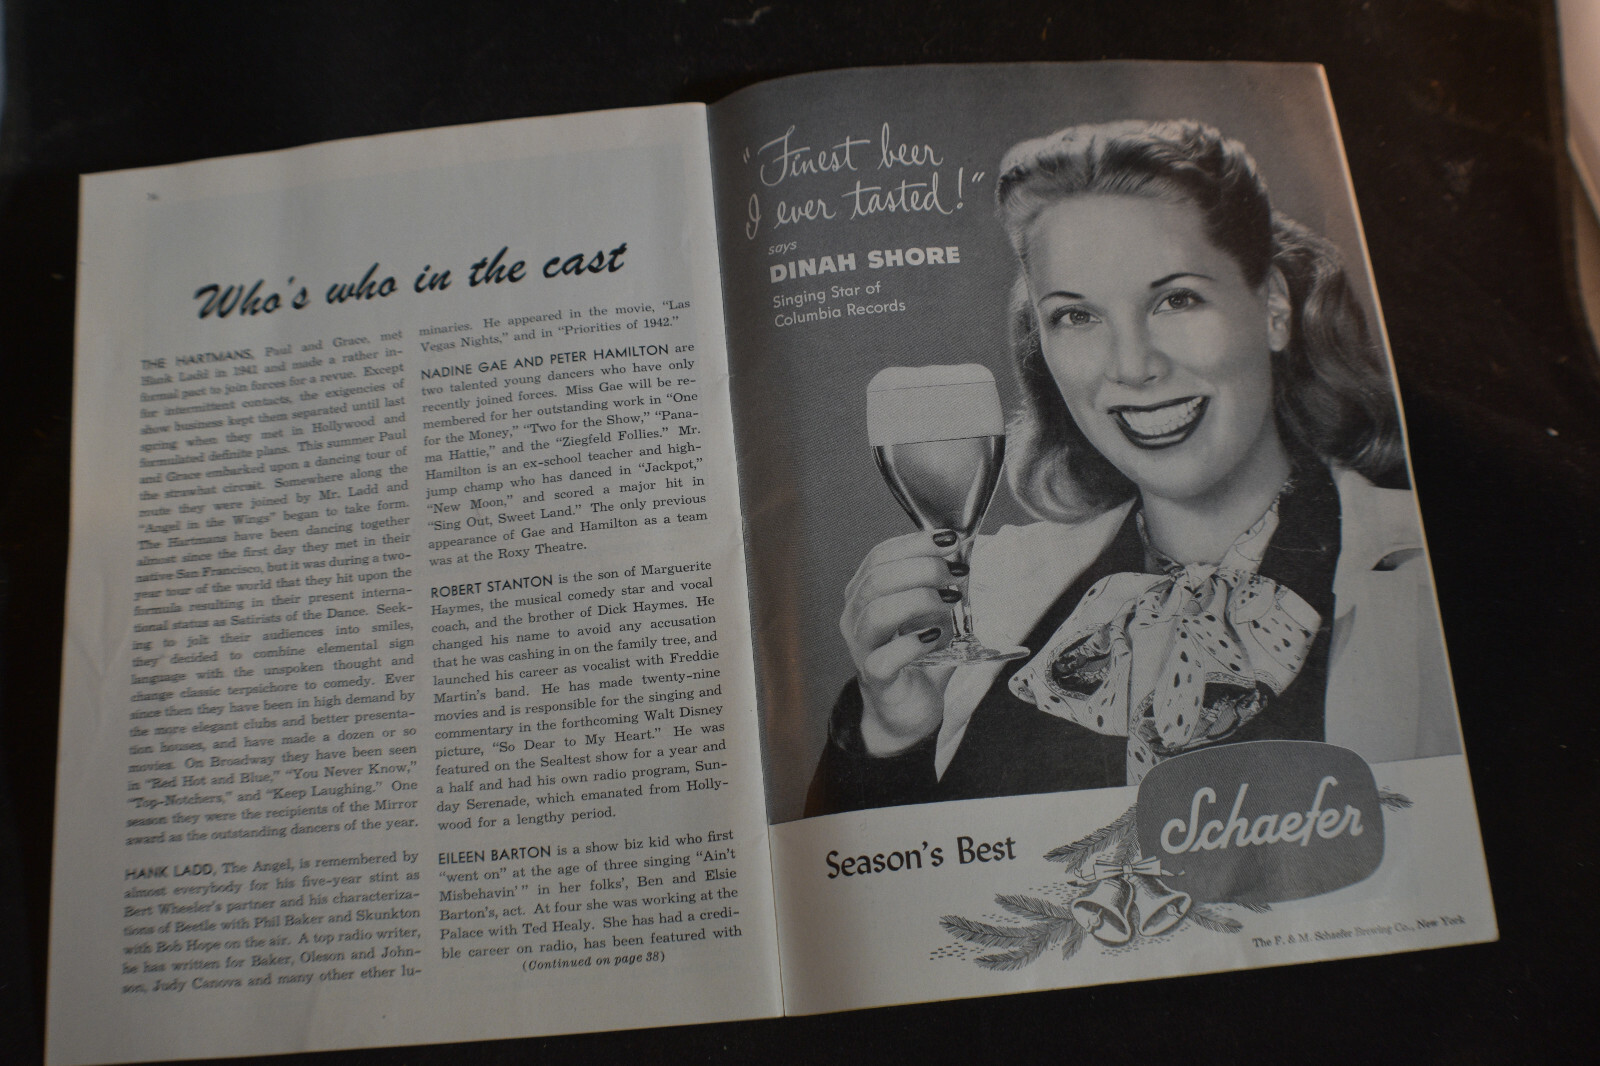 Who's who in the cast
THE HARTMANS, Paul and Grace, met
Hank Ladd in 1942 and made a rather in-
formal pact to join forces for a revue. Except
for intermittent contacts, the exigencies of
show business kept them separated until last
spring when they met in Hollywood and
formulated definite plans. This summer Paul
and Grace embarked upon a dancing tour of
the strawhat circuit. Somewhere along the
route they were joined by Mr. Ladd and
"Angel in the Wings" began to take form.
The Hartmans have been dancing together
almost since the first day they met in their
native San Francisco, but it was during a two-
year tour of the world that they hit upon the
formula resulting in their present interna-
tional status as Satirists of the Dance. Seek-
ing to jolt their audiences into smiles,
they decided to combine elemental sign
language with the unspoken thought and
change classic terpsichore to comedy. Ever
since then they have been in high demand by
the more elegant clubs and better presenta-
tion houses, and have made a dozen or so
movies. On Broadway they have been seen
in "Red Hot and Blue," "You Never Know,"
"Top-Notchers," and "Keep Laughing." One
season they were the recipients of the Mirror
award as the outstanding dancers of the year.
HANK LADD, The Angel, is remembered by
almost everybody for his five-year stint as
Bert Wheeler's partner and his characteriza-
tions of Beetle with Phil Baker and Skunkton
with Bob Hope on the air. A top radio writer,
he has written for Baker, Oleson and John-
son, Judy Canova and many other ether lu-
minaries. He appeared in the movie, "Las
Vegas Nights," and in "Priorities of 1942."
NADINE GAE AND PETER HAMILTON are
two talented young dancers who have only
recently joined forces. Miss Gae will be re-
membered for her outstanding work in "One
for the Money," "Two for the Show," "Pana-
ma Hattie," and the "Ziegfeld Follies." Mr.
Hamilton is an ex-school teacher and high-
jump champ who has danced in "Jackpot,"
"New Moon," and scored a major hit in
"Sing Out, Sweet Land." The only previous
appearance of Gae and Hamilton as a team
was at the Roxy Theatre.
ROBERT STANTON is the son of Marguerite
Haymes, the musical comedy star and vocal
coach, and the brother of Dick Haymes. He
changed his name to avoid any accusation
that he was cashing in on the family tree, and
launched his career as vocalist with Freddie
Martin's band. He has made twenty-nine
movies and is responsible for the singing and
commentary in the forthcoming Walt Disney
picture, "So Dear to My Heart." He was
featured on the Sealtest show for a year and
a half and had his own radio program, Sun-
day Serenade, which emanated from Holly-
wood for a lengthy period.
EILEEN BARTON is a show biz kid who first
"went on" at the age of three singing "Ain't
Misbehavin'" in her folks', Ben and Elsie
Barton's, act. At four she was working at the
Palace with Ted Healy. She has had a credi-
ble career on radio, has been featured with
(Continued on page 38)
"Finest beer
I ever tasted!"
says
DINAH SHORE
Singing Star of
Columbia Records
Season's Best
Schaefer
The F. & M. Schaefer Brewing Co., New York